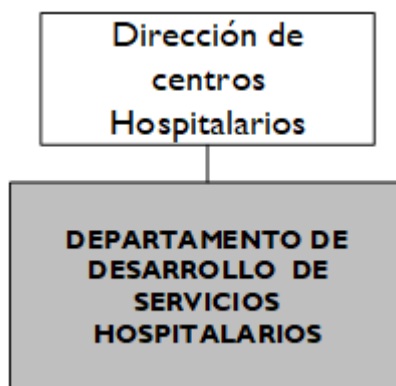 Dirección de
centros
Hospitalarios
DEPARTAMENTO DE
DESARROLLO DE
SERVICIOS
HOSPITALARIOS